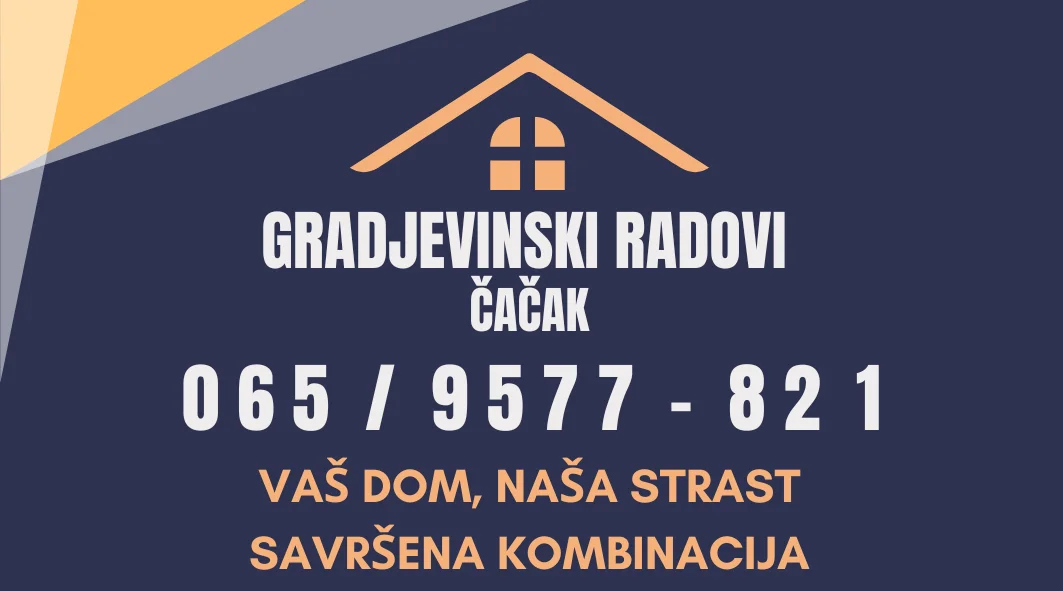 GRADJEVINSKI RADOVI
ČAČAK
065 / 9577 - 821
VAŠ DOM, NAŠA STRAST
SAVRŠENA KOMBINACIJA